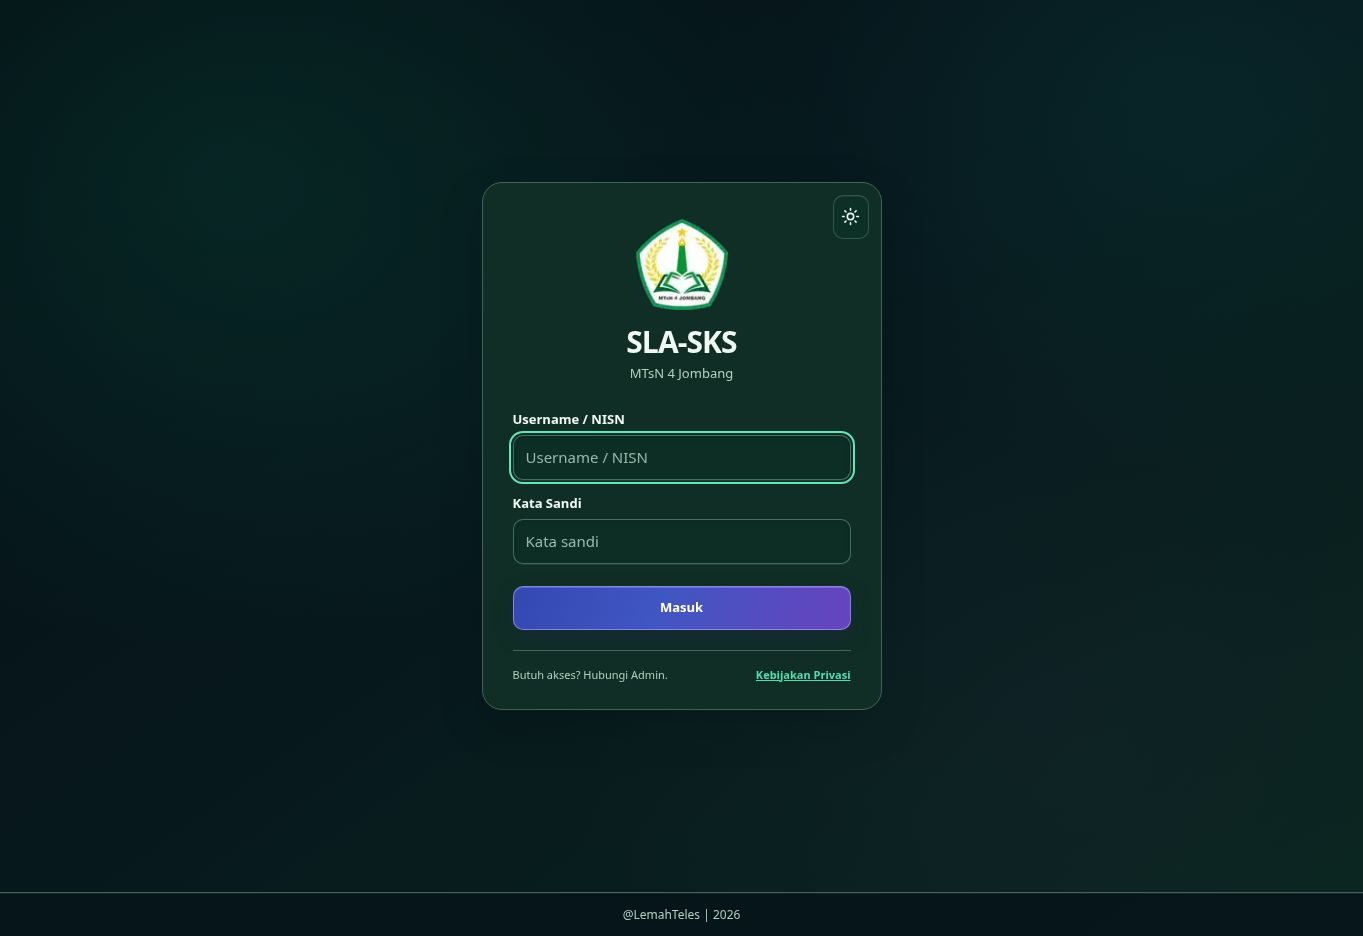 MTsN 4 JOMBANG
SLA-SKS
MTsN 4 Jombang
Username / NISN
Username / NISN
Kata Sandi
Kata sandi
Masuk
Butuh akses? Hubungi Admin.
Kebijakan Privasi
@LemahTeles | 2026